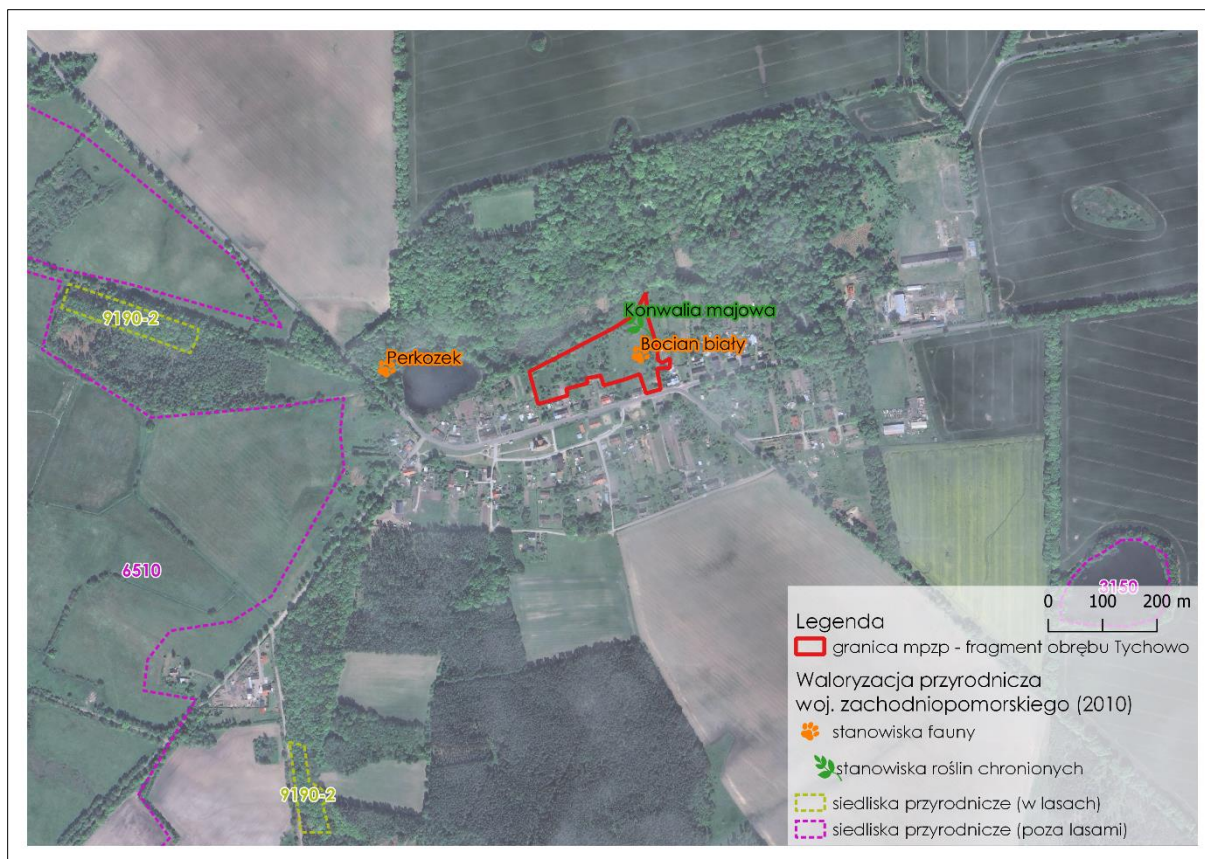 Konwalia majowa
9190-2
Bocian biały
Perkozek
6510
3150
9190-2
0 100 200 m
Legenda
granica mpzp - fragment obrębu Tychowo
Waloryzacja przyrodnicza
woj. zachodniopomorskiego (2010)
stanowiska fauny
stanowiska roślin chronionych
siedliska przyrodnicze (w lasach)
siedliska przyrodnicze (poza lasami)